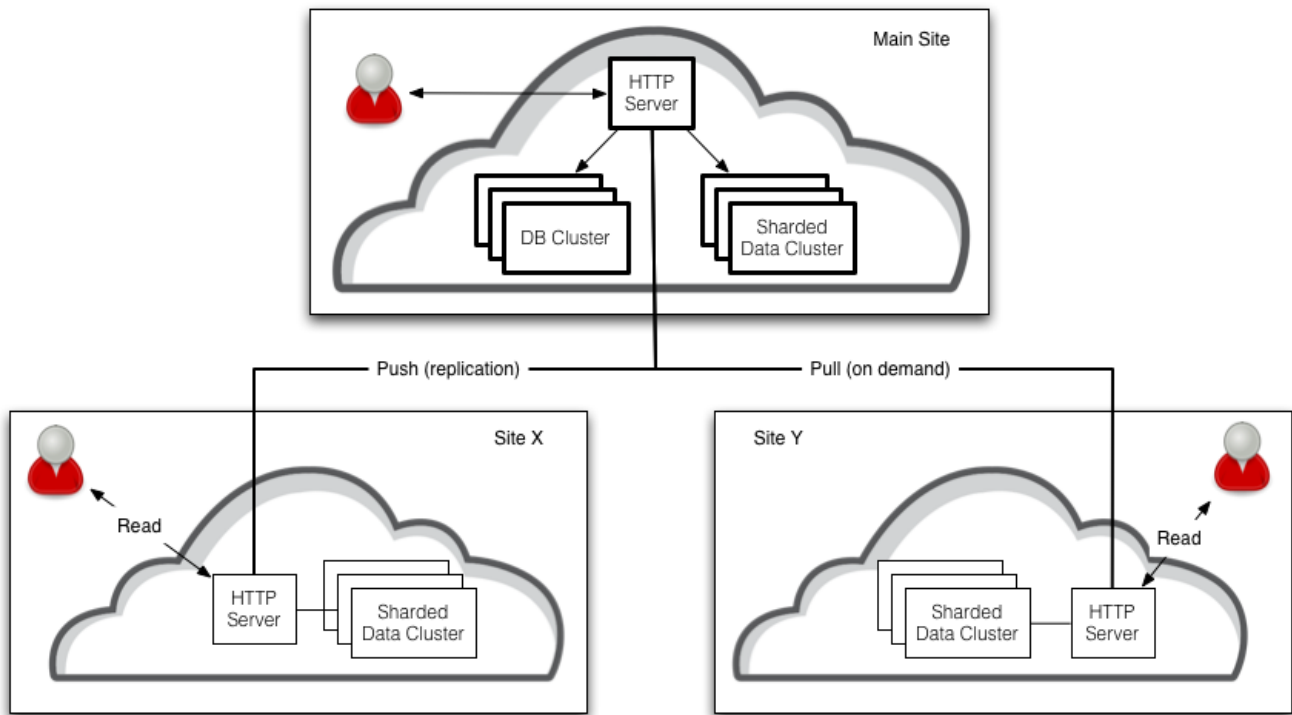 Main Site
HTTP
Server
DB Cluster
Sharded
Data Cluster
Push (replication)
Pull (on demand)
Site X
Read
HTTP
Server
Sharded
Data Cluster
Site Y
Read
Sharded
Data Cluster
HTTP
Server